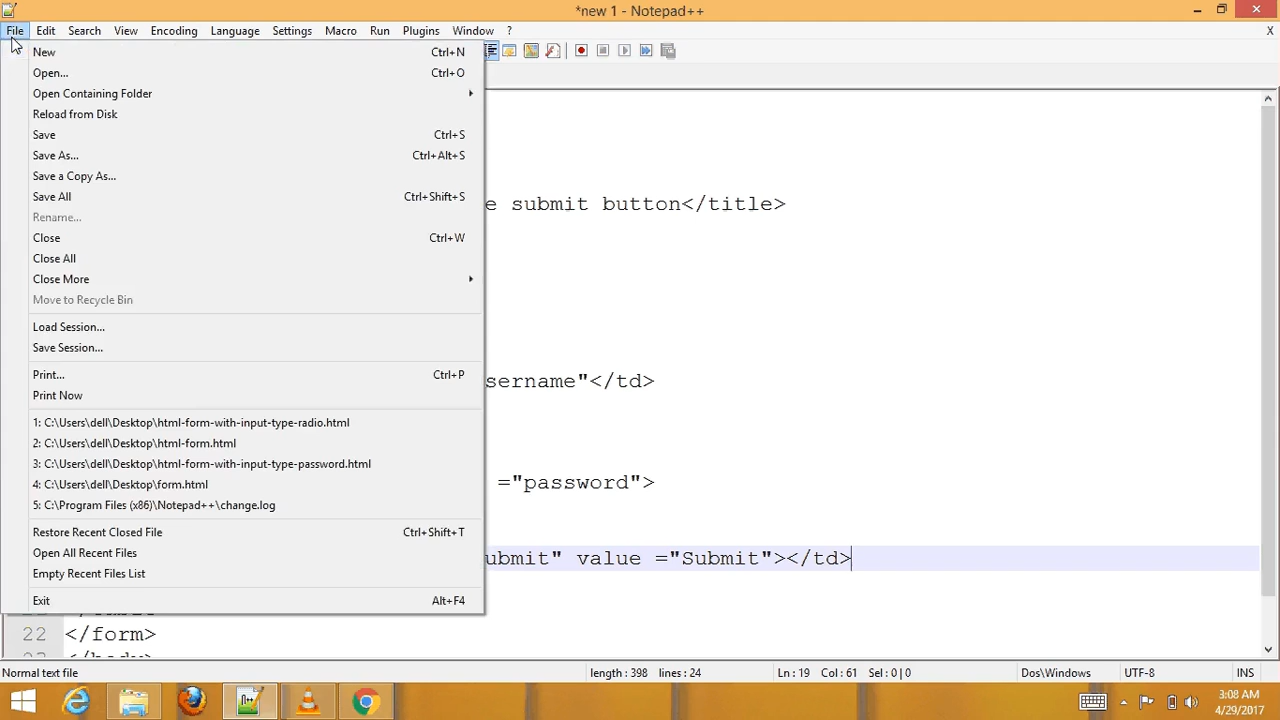 *new 1 - Notepad++
File Edit Search View Encoding Language Settings Macro Run Plugins Window ? X
New Ctrl+N
Open... Ctrl+O
Open Containing Folder
Reload from Disk
Save Ctrl+S
Save As... Ctrl+Alt+S
Save a Copy As...
Save All Ctrl+Shift+S
Rename...
Close Ctrl+W
Close All
Close More
Move to Recycle Bin
Load Session...
Save Session...
Print... Ctrl+P
Print Now
1: C:\Users\dell\Desktop\html-form-with-input-type-radio.html
2: C:\Users\dell\Desktop\html-form.html
3: C:\Users\dell\Desktop\html-form-with-input-type-password.html
4: C:\Users\dell\Desktop\form.html
5: C:\Program Files (x86)\Notepad++\change.log
Restore Recent Closed File Ctrl+Shift+T
Open All Recent Files
Empty Recent Files List
Exit Alt+F4
e submit button</title>
sername"</td>
="password">
ubmit" value ="Submit"></td>
22 </form>
Normal text file length : 398 lines : 24 Ln : 19 Col : 61 Sel : 0 | 0 Dos\Windows UTF-8 INS
3:08 AM
4/29/2017